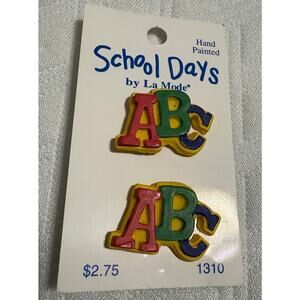 Hand
Painted
School Days
by La Mode®
ABC
ABC
$2.75 1310